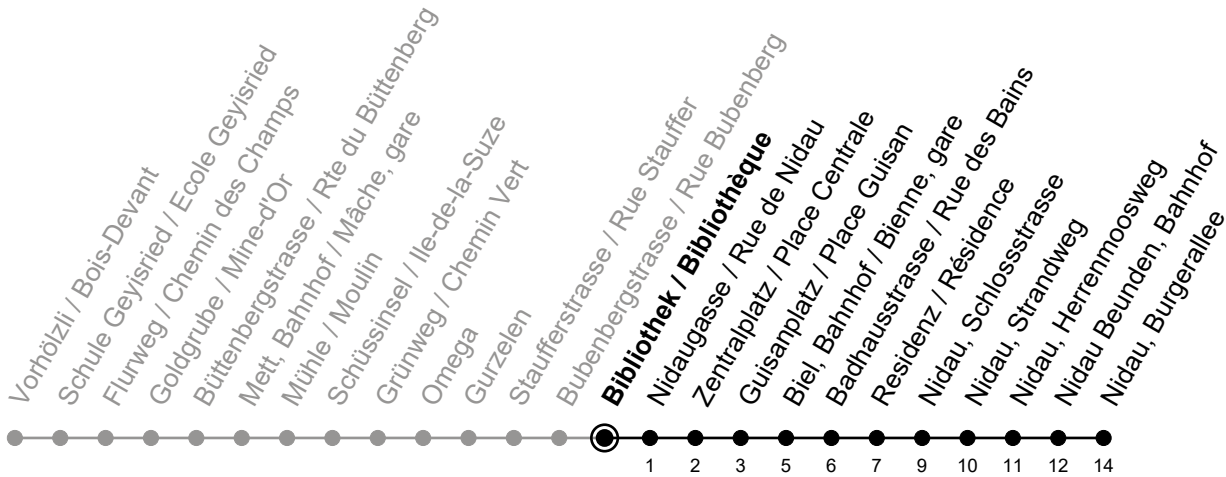 Vorhölzli / Bois-Devant
Schule Geyisried / Ecole Geyisried
Flurweg / Chemin des Champs
Goldgrube / Mine-d'Or
Büttenbergstrasse / Rte du Büttenberg
Mett, Bahnhof / Mâche, gare
Mühle / Moulin
Schüssinsel / Ile-de-la-Suze
Grünweg / Chemin Vert
Omega
Gurzelen
Staufferstrasse / Rue Stauffer
Bubenbergstrasse / Rue Bubenberg
Bibliothek / Bibliothèque
Nidaugasse / Rue de Nidau
Zentralplatz / Place Centrale
Guisanplatz / Place Guisan
Biel, Bahnhof / Bienne, gare
Badhausstrasse / Rue des Bains
Residenz / Résidence
Nidau, Schlossstrasse
Nidau, Strandweg
Nidau, Herrenmoosweg
Nidau Beunden, Bahnhof
Nidau, Burgerallee
1 2 3 5 6 7 9 10 11 12 14